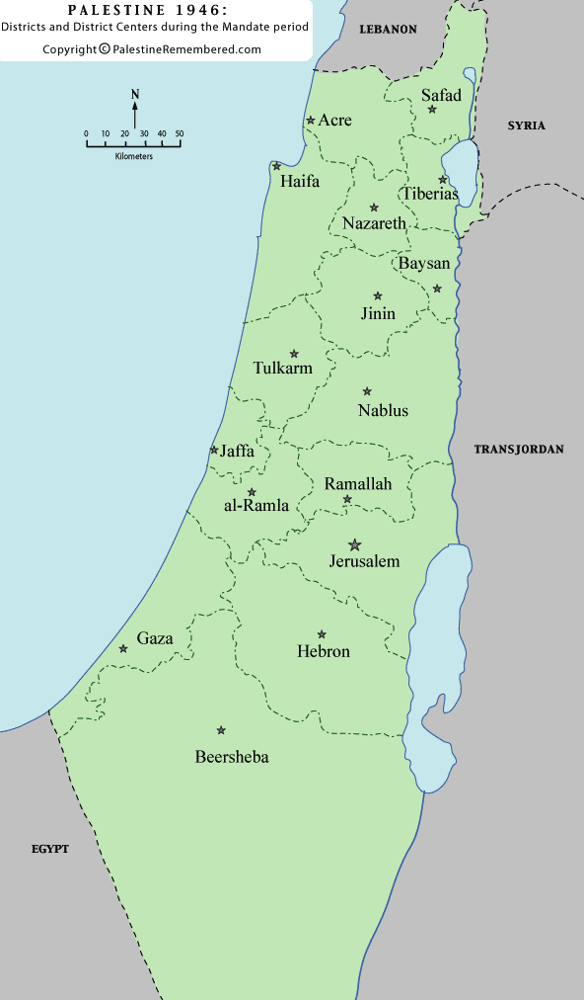 PALESTINE 1946:
Districts and District Centers during the Mandate period
Copyright © PalestineRemembered.com
LEBANON
N
0 10 20 30 40 50
Kilometers
Safad
Acre
SYRIA
Haifa
Tiberias
Nazareth
Baysan
Jinin
Tulkarm
Nablus
Jaffa
TRANSJORDAN
Ramallah
al-Ramla
Jerusalem
Gaza
Hebron
Beersheba
EGYPT